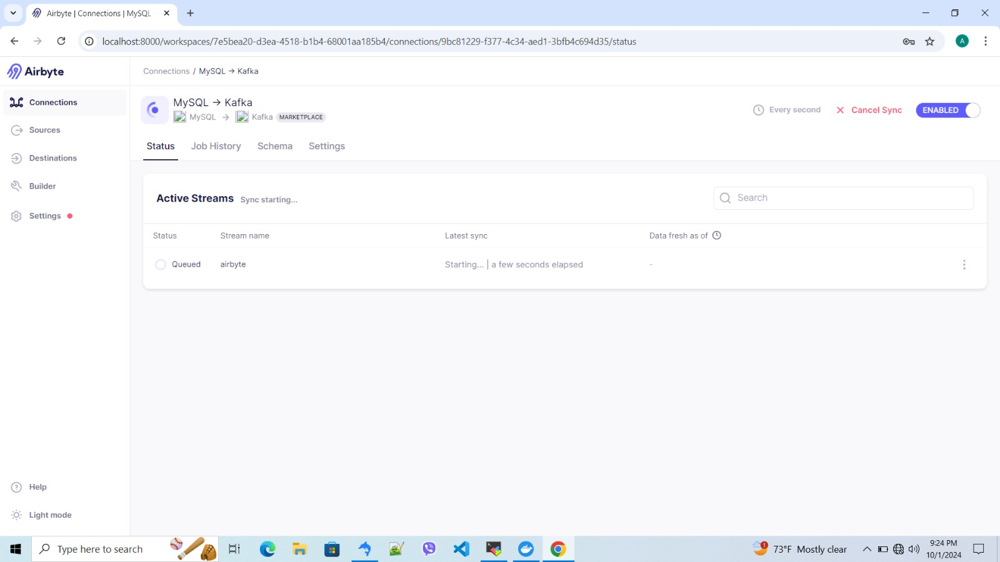 Airbyte | Connections | MySQL
localhost:8000/workspaces/7e5bea20-d3ea-4518-b1b4-68001aa185b4/connections/9bc81229-f377-4c34-aed1-3bfb4c694d35/status
A
Airbyte
Connections / MySQL → Kafka
Connections
Sources
Destinations
Builder
Settings
Help
Light mode
MySQL → Kafka
MySQL → Kafka MARKETPLACE
Every second
Cancel Sync
ENABLED
Status Job History Schema Settings
Active Streams Sync starting...
Search
Status Stream name Latest sync Data fresh as of
Queued airbyte Starting... | a few seconds elapsed -
Type here to search
1
73°F Mostly clear
9:24 PM
10/1/2024